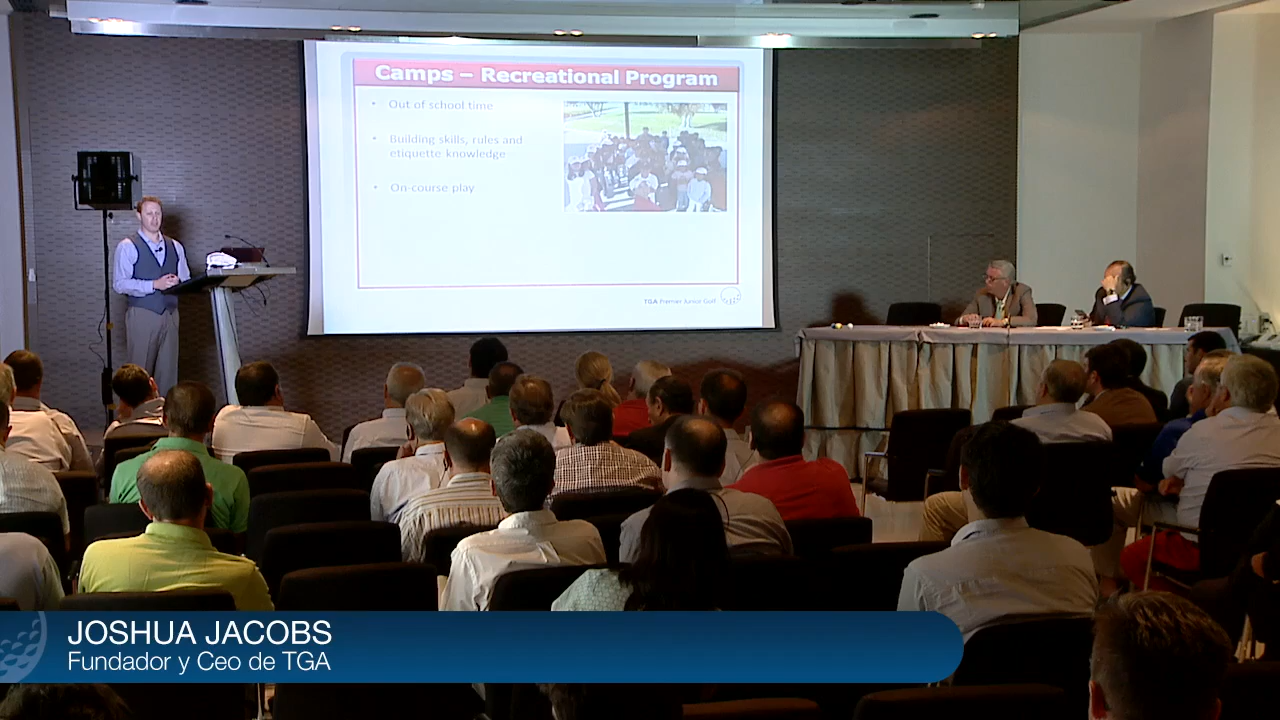 Camps – Recreational Program
• Out of school time
• Building skills, rules and
etiquette knowledge
• On-course play
TGA Premier Junior Golf
JOSHUA JACOBS
Fundador y Ceo de TGA